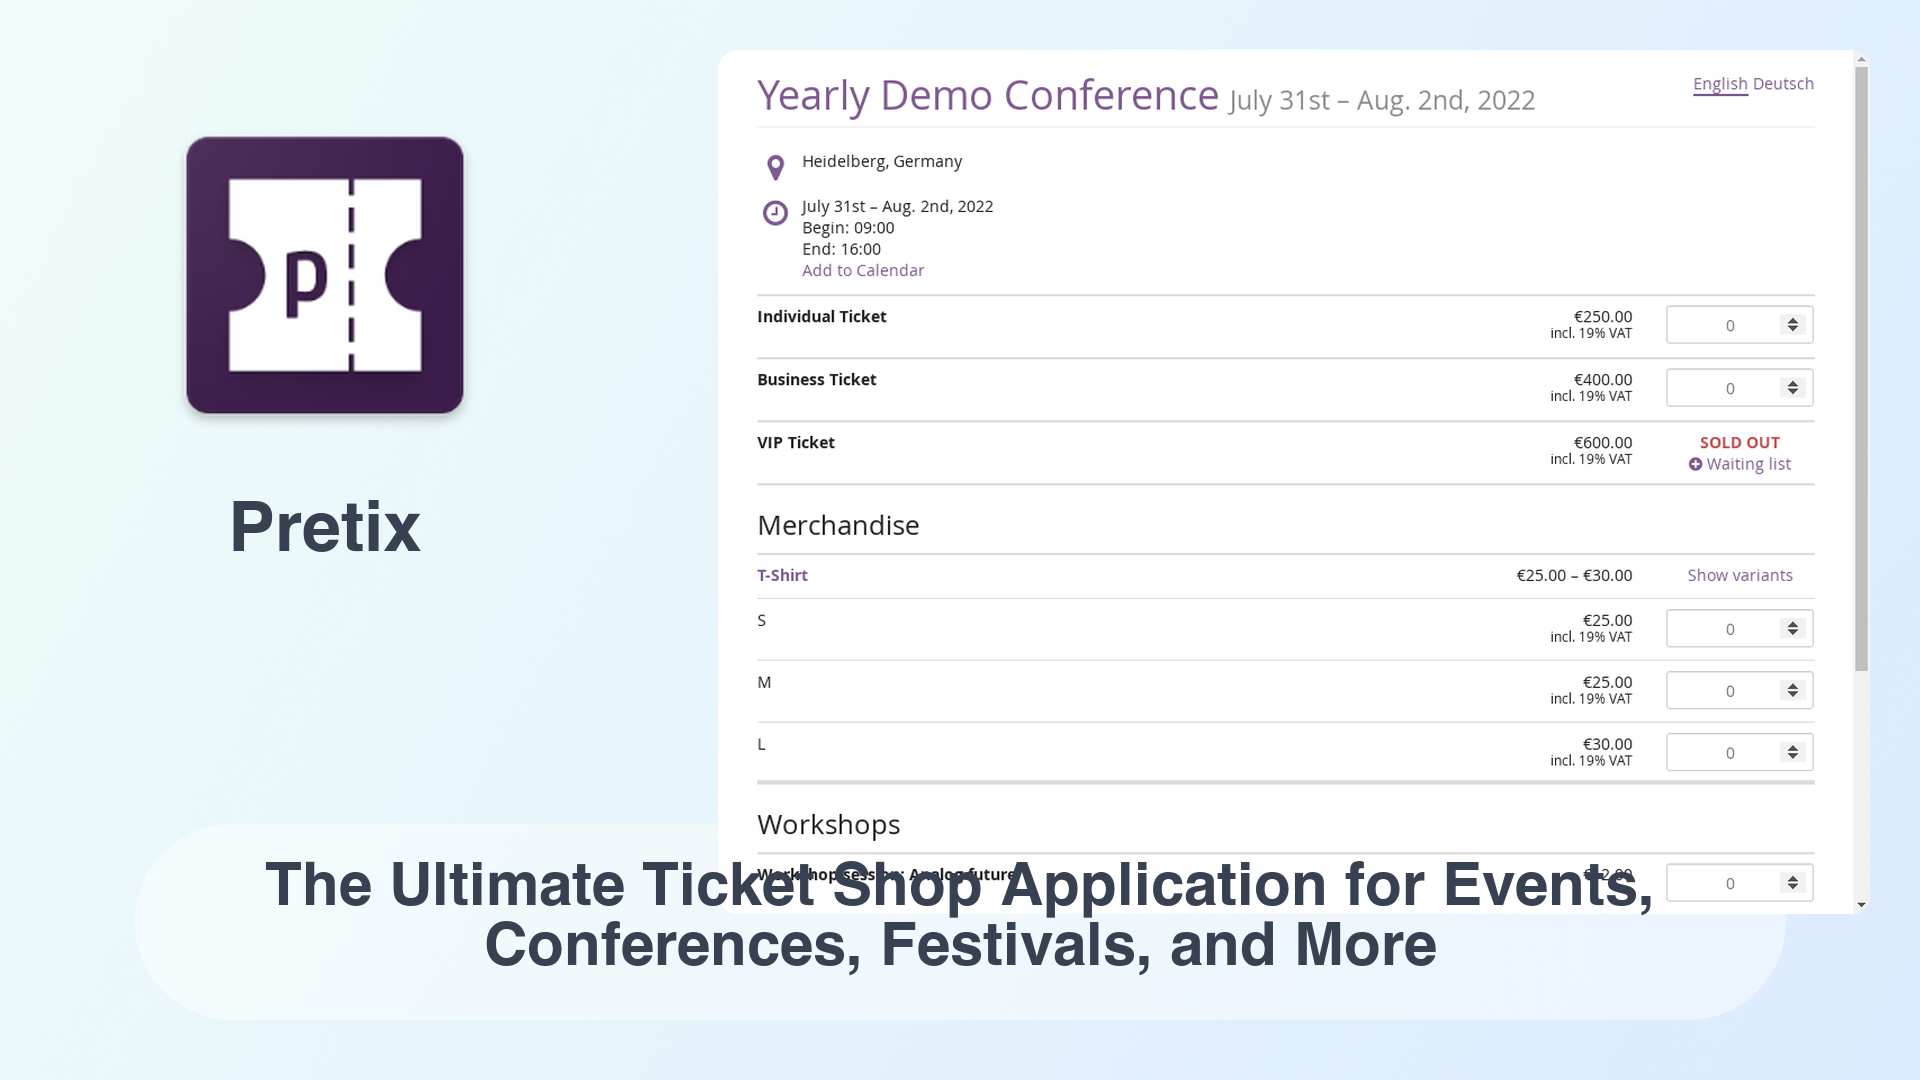 p
Pretix
Yearly Demo Conference July 31st – Aug. 2nd, 2022
English Deutsch
Heidelberg, Germany
July 31st – Aug. 2nd, 2022
Begin: 09:00
End: 16:00
Add to Calendar
Individual Ticket €250.00 0
incl. 19% VAT
Business Ticket €400.00 0
incl. 19% VAT
VIP Ticket €600.00 SOLD OUT
incl. 19% VAT Waiting list
Merchandise
T-Shirt €25.00 – €30.00 Show variants
S €25.00 0
incl. 19% VAT
M €25.00 0
incl. 19% VAT
L €30.00 0
incl. 19% VAT
Workshops
Workshop session: Analog future 0
The Ultimate Ticket Shop Application for Events,
Conferences, Festivals, and More